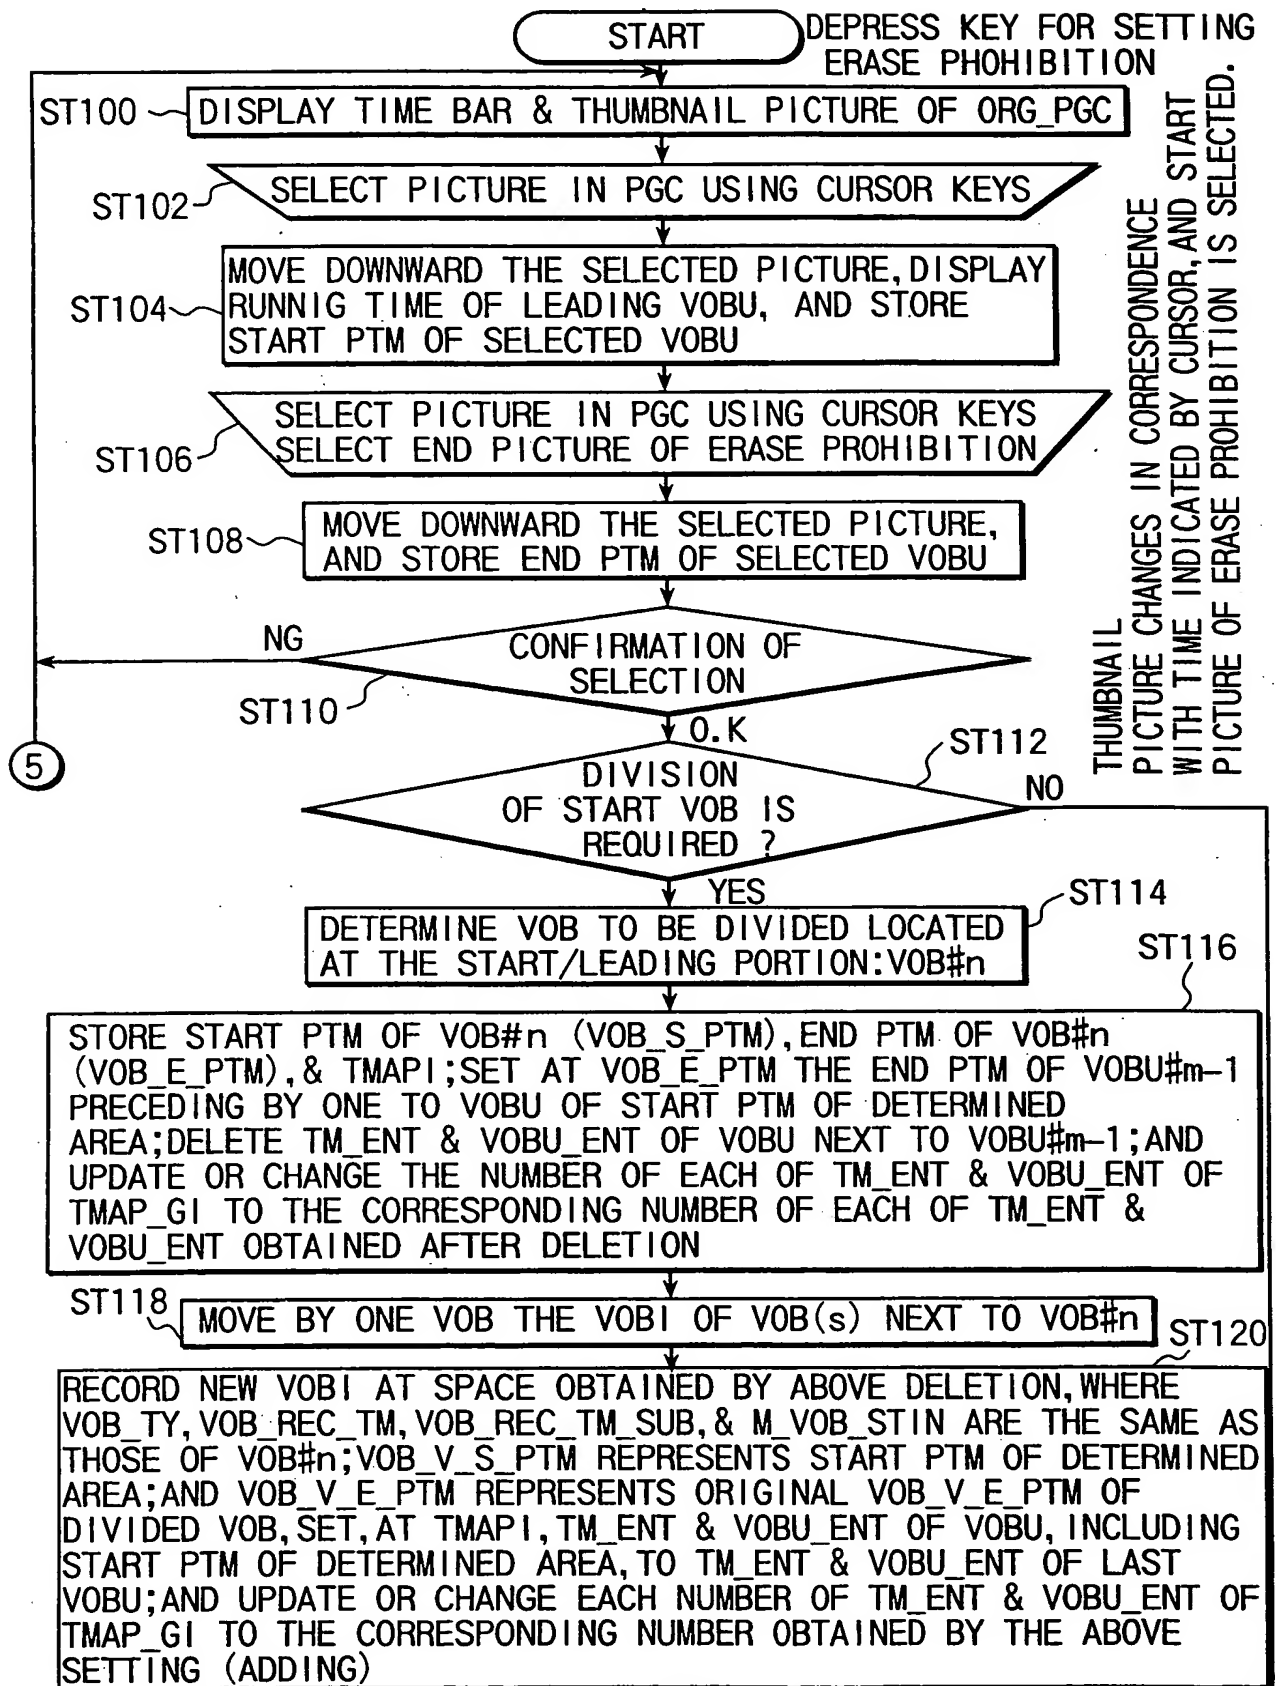 START
DEPRESS KEY FOR SETTING
ERASE PHOHIBITION
ST100
DISPLAY TIME BAR & THUMBNAIL PICTURE OF ORG_PGC
SELECT PICTURE IN PGC USING CURSOR KEYS
ST102
MOVE DOWNWARD THE SELECTED PICTURE,DISPLAY
RUNNIG TIME OF LEADING VOBU, AND STORE
START PTM OF SELECTED VOBU
ST104
SELECT PICTURE IN PGC USING CURSOR KEYS
SELECT END PICTURE OF ERASE PROHIBITION
ST106
MOVE DOWNWARD THE SELECTED PICTURE,
AND STORE END PTM OF SELECTED VOBU
ST108
THUMBNAIL
PICTURE CHANGES IN CORRESPONDENCE
WITH TIME INDICATED BY CURSOR,AND START
PICTURE OF ERASE PROHIBITION IS SELECTED.
NG
CONFIRMATION OF
SELECTION
ST110
O.K
5
ST112
DIVISION
OF START VOB IS
REQUIRED ?
NO
YES
ST114
DETERMINE VOB TO BE DIVIDED LOCATED
AT THE START/LEADING PORTION:VOB#n
ST116
STORE START PTM OF VOB#n (VOB_S_PTM),END PTM OF VOB#n
(VOB_E_PTM),& TMAPI;SET AT VOB_E_PTM THE END PTM OF VOBU#m-1
PRECEDING BY ONE TO VOBU OF START PTM OF DETERMINED
AREA;DELETE TM_ENT & VOBU_ENT OF VOBU NEXT TO VOBU#m-1;AND
UPDATE OR CHANGE THE NUMBER OF EACH OF TM_ENT & VOBU_ENT OF
TMAP_GI TO THE CORRESPONDING NUMBER OF EACH OF TM_ENT &
VOBU_ENT OBTAINED AFTER DELETION
ST118
MOVE BY ONE VOB THE VOBI OF VOB(s) NEXT TO VOB#n
ST120
RECORD NEW VOBI AT SPACE OBTAINED BY ABOVE DELETION,WHERE
VOB_TY,VOB_REC_TM,VOB_REC_TM_SUB,& M_VOB_STIN ARE THE SAME AS
THOSE OF VOB#n;VOB_V_S_PTM REPRESENTS START PTM OF DETERMINED
AREA;AND VOB_V_E_PTM REPRESENTS ORIGINAL VOB_V_E_PTM OF
DIVIDED VOB,SET,AT TMAPI,TM_ENT & VOBU_ENT OF VOBU,INCLUDING
START PTM OF DETERMINED AREA,TO TM_ENT & VOBU_ENT OF LAST
VOBU;AND UPDATE OR CHANGE EACH NUMBER OF TM_ENT & VOBU_ENT OF
TMAP_GI TO THE CORRESPONDING NUMBER OBTAINED BY THE ABOVE
SETTING (ADDING)